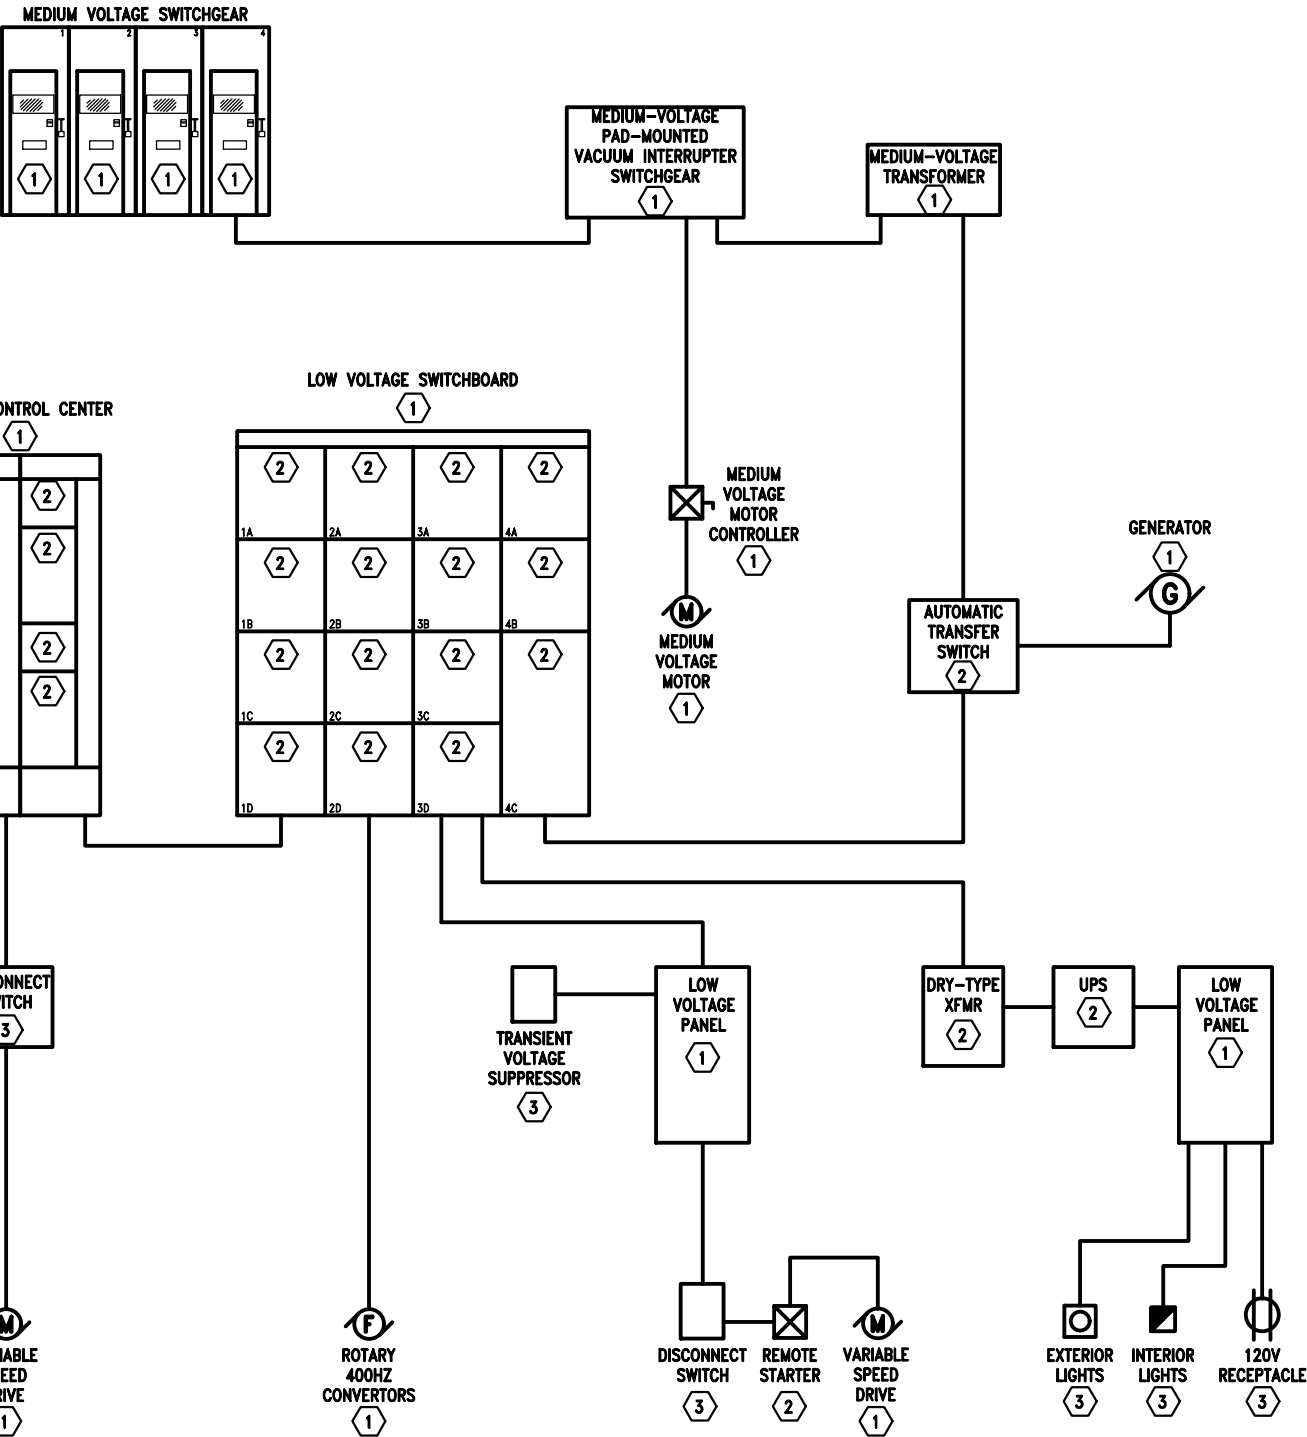 MEDIUM VOLTAGE SWITCHGEAR
1 2 3 4
1 1 1 1
MEDIUM-VOLTAGE
PAD-MOUNTED
VACUUM INTERRUPTER
SWITCHGEAR
1
MEDIUM-VOLTAGE
TRANSFORMER
1
LOW VOLTAGE SWITCHBOARD
1
ONTROL CENTER
1
2
2
2
2
2 2 2 2
1A 2A 3A 4A
2 2 2 2
1B 2B 3B 4B
2 2 2 2
1C 2C 3C
2 2 2
1D 2D 3D 4C
MEDIUM
VOLTAGE
MOTOR
CONTROLLER
1
M
MEDIUM
VOLTAGE
MOTOR
1
GENERATOR
1
G
AUTOMATIC
TRANSFER
SWITCH
2
ONNECT
ITCH
3
TRANSIENT
VOLTAGE
SUPPRESSOR
3
LOW
VOLTAGE
PANEL
1
DRY-TYPE
XFMR
2
UPS
2
LOW
VOLTAGE
PANEL
1
M
IABLE
EED
IVE
1
F
ROTARY
400HZ
CONVERTORS
1
DISCONNECT
SWITCH
3
REMOTE
STARTER
2
M
VARIABLE
SPEED
DRIVE
1
EXTERIOR
LIGHTS
3
INTERIOR
LIGHTS
3
120V
RECEPTACLE
3